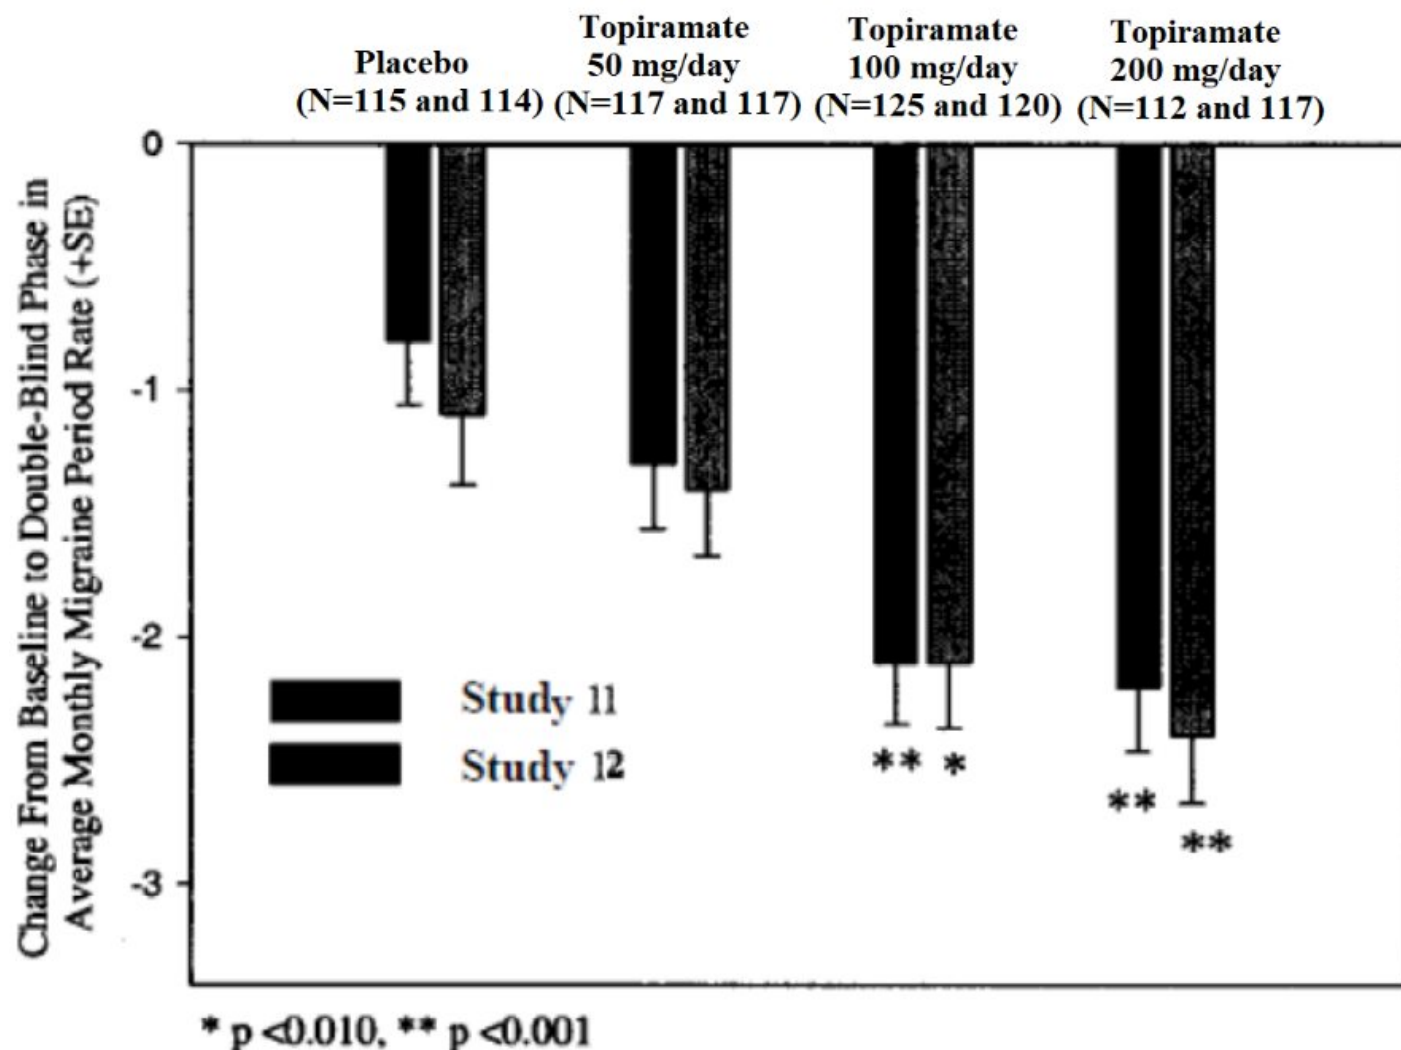 Placebo
(N=115 and 114)
Topiramate
50 mg/day
(N=117 and 117)
Topiramate
100 mg/day
(N=125 and 120)
Topiramate
200 mg/day
(N=112 and 117)
Change From Baseline to Double-Blind Phase in
Average Monthly Migraine Period Rate (+SE)
0
-1
-2
-3
** *
**
**
Study 11
Study 12
* p <0.010, ** p <0.001